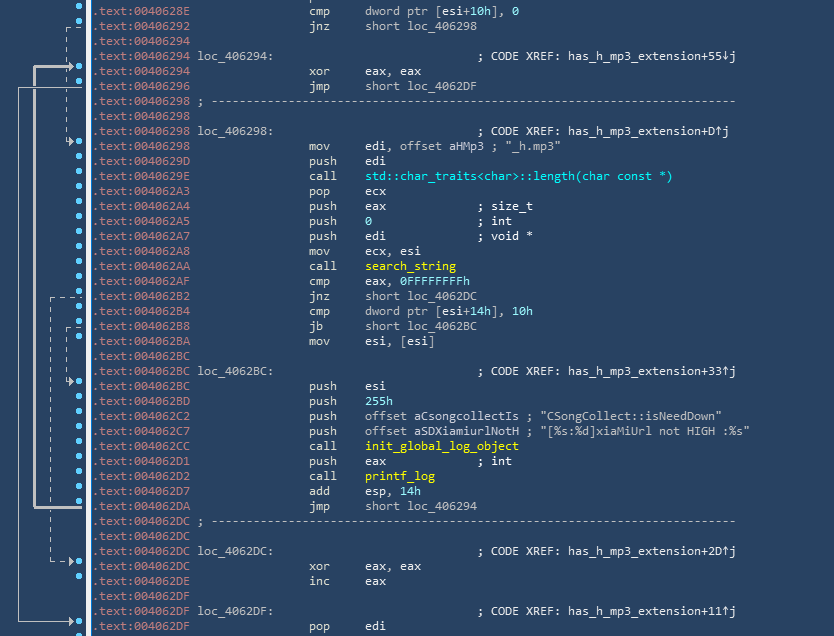 .text:0040628E cmp dword ptr [esi+10h], 0
.text:00406292 jnz short loc_406298
.text:00406294
.text:00406294 loc_406294: ; CODE XREF: has_h_mp3_extension+55↓j
.text:00406294 xor eax, eax
.text:00406296 jmp short loc_4062DF
.text:00406298 ; ---------------------------------------------------------------------------
.text:00406298
.text:00406298 loc_406298: ; CODE XREF: has_h_mp3_extension+D↑j
.text:00406298 mov edi, offset aHMp3 ; "_h.mp3"
.text:0040629D push edi
.text:0040629E call std::char_traits<char>::length(char const *)
.text:004062A3 pop ecx
.text:004062A4 push eax ; size_t
.text:004062A5 push 0 ; int
.text:004062A7 push edi ; void *
.text:004062A8 mov ecx, esi
.text:004062AA call search_string
.text:004062AF cmp eax, 0FFFFFFFFh
.text:004062B2 jnz short loc_4062DC
.text:004062B4 cmp dword ptr [esi+14h], 10h
.text:004062B8 jb short loc_4062BC
.text:004062BA mov esi, [esi]
.text:004062BC
.text:004062BC loc_4062BC: ; CODE XREF: has_h_mp3_extension+33↑j
.text:004062BC push esi
.text:004062BD push 255h
.text:004062C2 push offset aCsongcollectIs ; "CSongCollect::isNeedDown"
.text:004062C7 push offset aSDXiamiurlNotH ; "[%s:%d]xiaMiUrl not HIGH :%s"
.text:004062CC call init_global_log_object
.text:004062D1 push eax ; int
.text:004062D2 call printf_log
.text:004062D7 add esp, 14h
.text:004062DA jmp short loc_406294
.text:004062DC ; ---------------------------------------------------------------------------
.text:004062DC
.text:004062DC loc_4062DC: ; CODE XREF: has_h_mp3_extension+2D↑j
.text:004062DC xor eax, eax
.text:004062DE inc eax
.text:004062DF
.text:004062DF loc_4062DF: ; CODE XREF: has_h_mp3_extension+11↑j
.text:004062DF pop edi